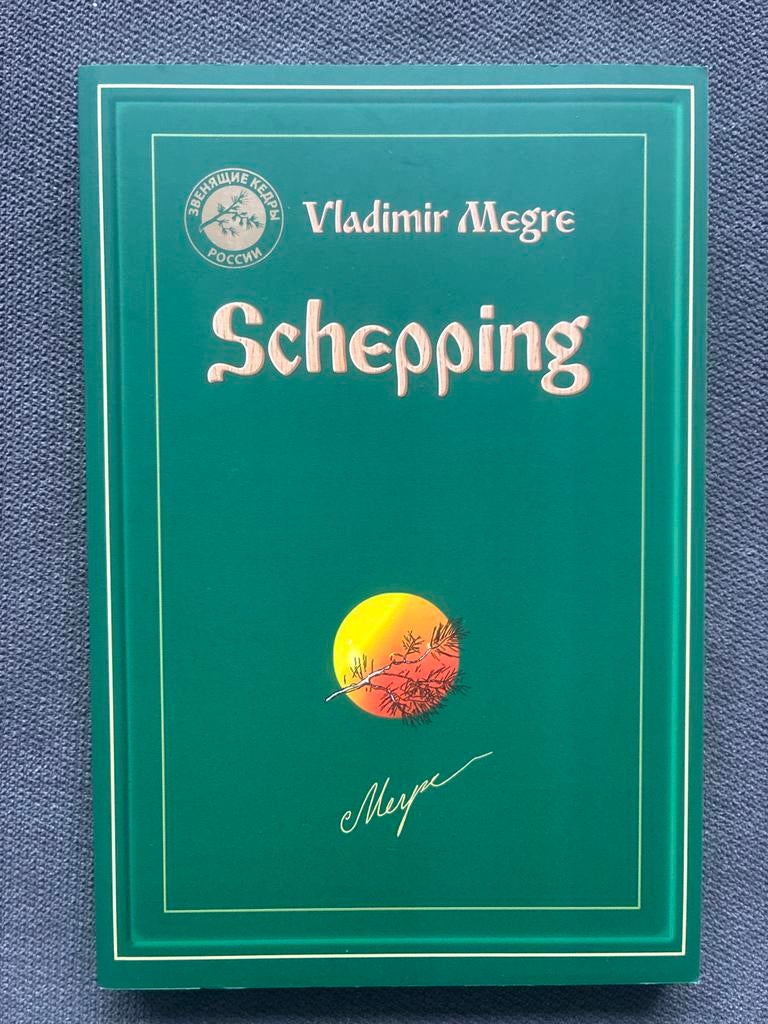 ЗВЕНЯЩИЕ КЕДРЫ
РОССИИ
Vladimir Megre
Schepping
Мегре